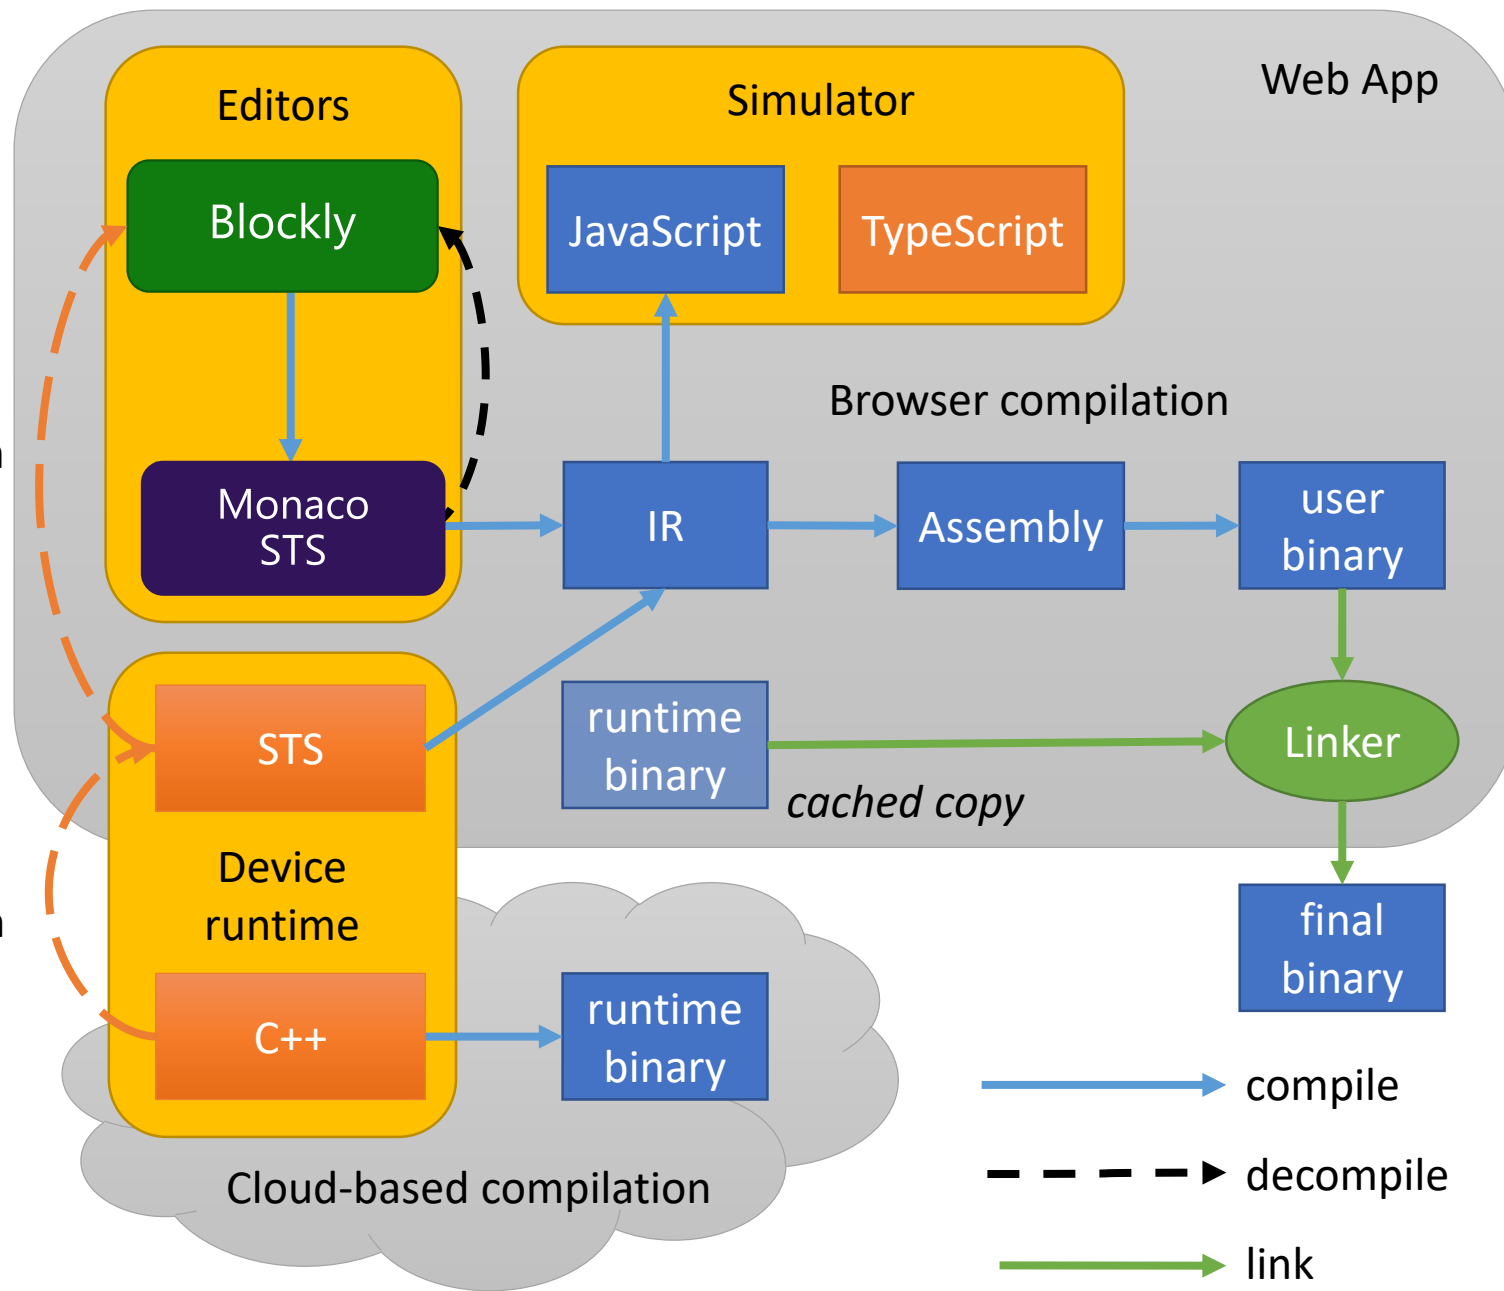 Web App
Editors
Simulator
Blockly
JavaScript
TypeScript
Browser compilation
Monaco
STS
IR
Assembly
user
binary
STS
runtime
binary
cached copy
Linker
Device
runtime
final
binary
C++
runtime
binary
Cloud-based compilation
compile
decompile
link